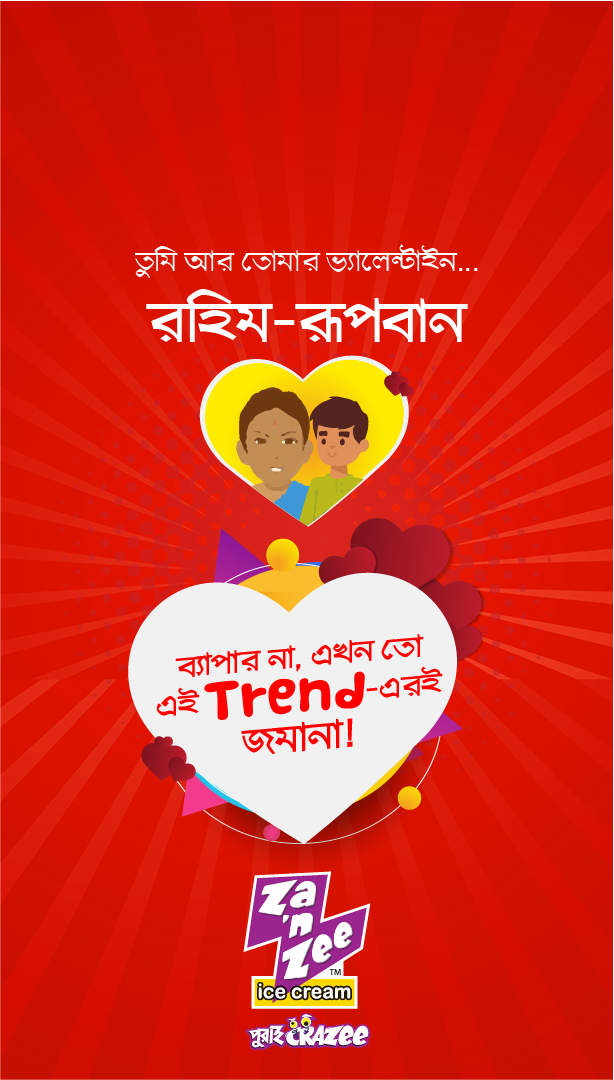 তুমি আর তোমার ভ্যালেন্টাইন...
রহিম-রূপবান
ব্যাপার না, এখন তো
এই Trend-এরই
জমানা!
Za
'n
Zee
TM
ice cream
পুরাই CRAZEE